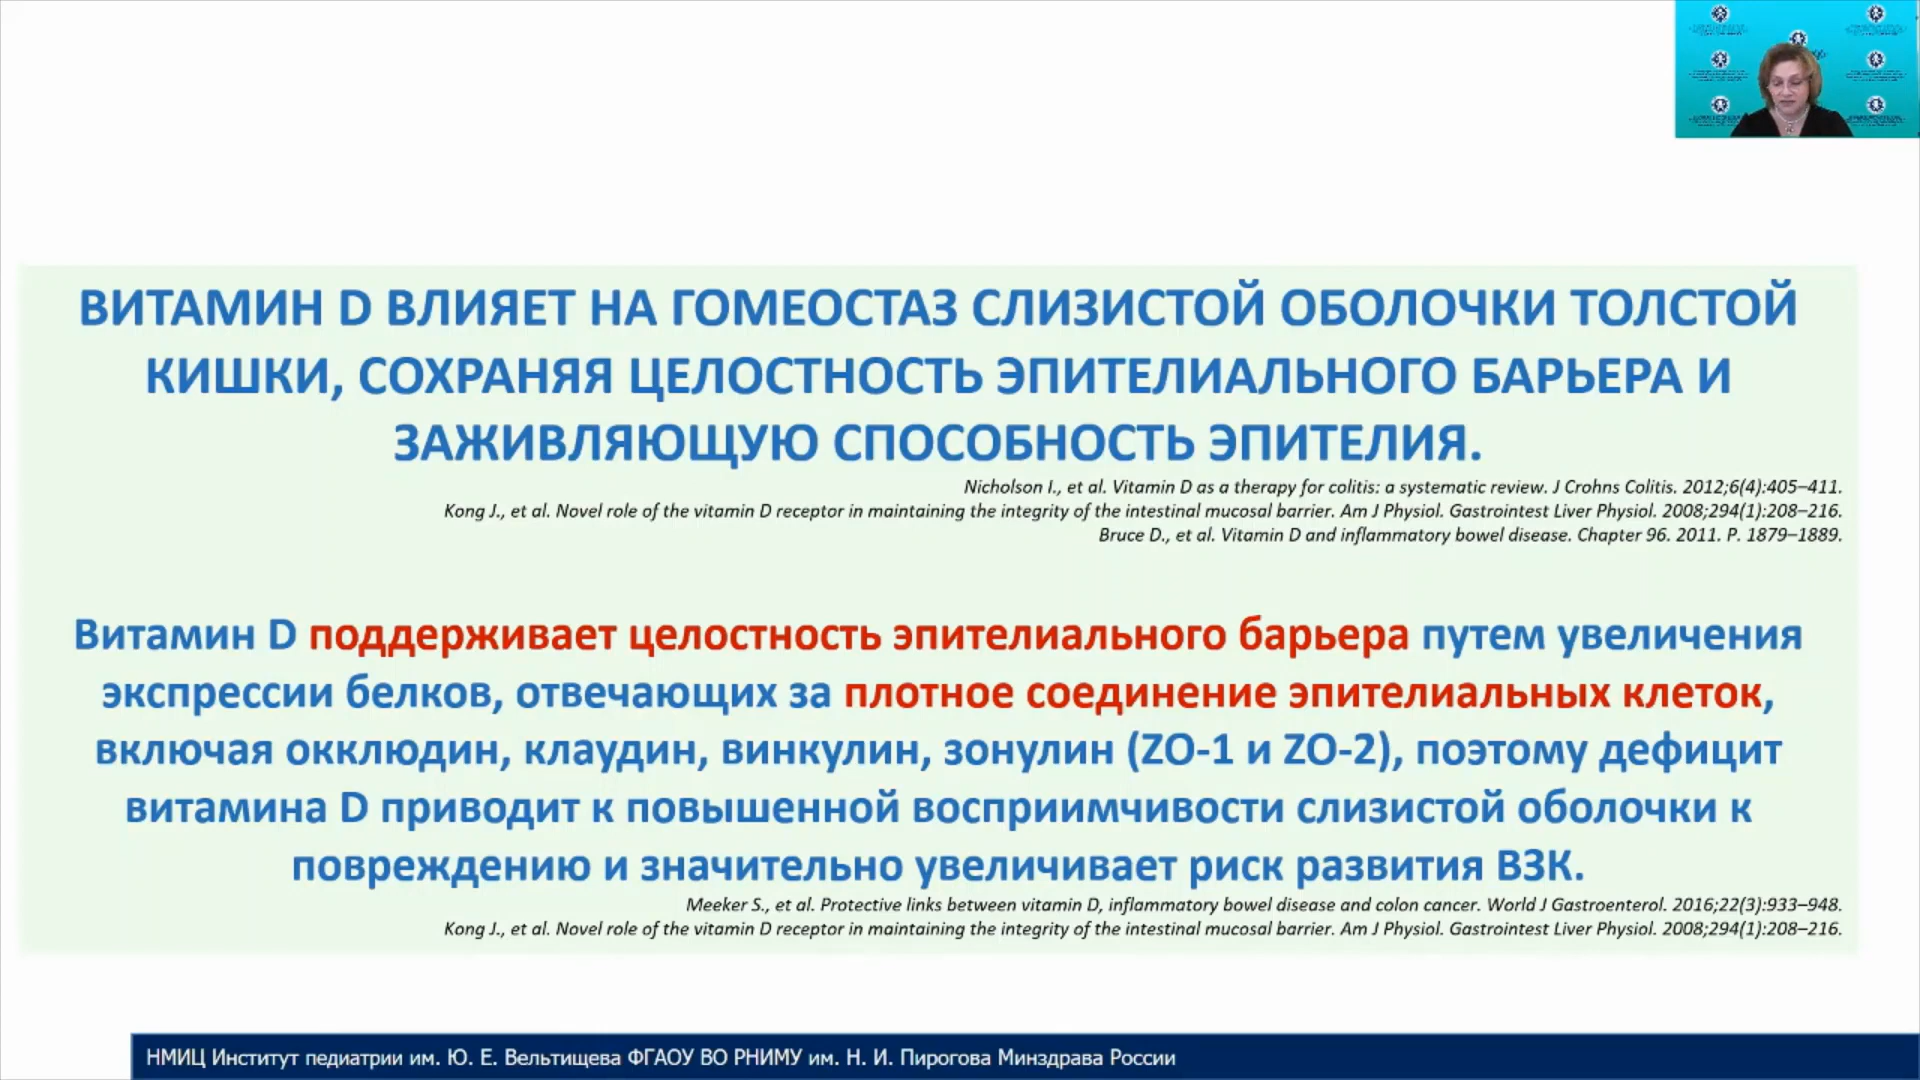 ВИТАМИН D ВЛИЯЕТ НА ГОМЕОСТАЗ СЛИЗИСТОЙ ОБОЛОЧКИ ТОЛСТОЙ
КИШКИ, СОХРАНЯЯ ЦЕЛОСТНОСТЬ ЭПИТЕЛИАЛЬНОГО БАРЬЕРА И
ЗАЖИВЛЯЮЩУЮ СПОСОБНОСТЬ ЭПИТЕЛИЯ.
Nicholson I., et al. Vitamin D as a therapy for colitis: a systematic review. J Crohns Colitis. 2012;6(4):405–411.
Kong J., et al. Novel role of the vitamin D receptor in maintaining the integrity of the intestinal mucosal barrier. Am J Physiol. Gastrointest Liver Physiol. 2008;294(1):208–216.
Bruce D., et al. Vitamin D and inflammatory bowel disease. Chapter 96. 2011. P. 1879–1889.
Витамин D поддерживает целостность эпителиального барьера путем увеличения
экспрессии белков, отвечающих за плотное соединение эпителиальных клеток,
включая окклюдин, клаудин, винкулин, зонулин (ZO-1 и ZO-2), поэтому дефицит
витамина D приводит к повышенной восприимчивости слизистой оболочки к
повреждению и значительно увеличивает риск развития ВЗК.
Meeker S., et al. Protective links between vitamin D, inflammatory bowel disease and colon cancer. World J Gastroenterol. 2016;22(3):933–948.
Kong J., et al. Novel role of the vitamin D receptor in maintaining the integrity of the intestinal mucosal barrier. Am J Physiol. Gastrointest Liver Physiol. 2008;294(1):208–216.
НМИЦ Институт педиатрии им. Ю. Е. Вельтищева ФГАОУ ВО РНИМУ им. Н. И. Пирогова Минздрава России